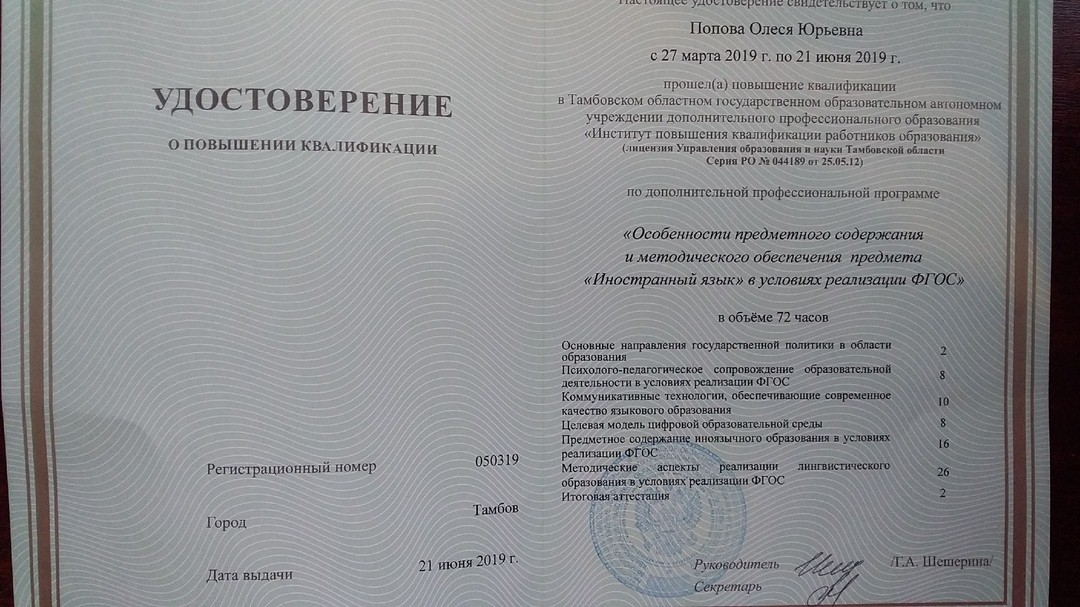 УДОСТОВЕРЕНИЕ
О ПОВЫШЕНИИ КВАЛИФИКАЦИИ
Регистрационный номер 050319
Город Тамбов
Дата выдачи 21 июня 2019 г.
Настоящее удостоверение свидетельствует о том, что
Попова Олеся Юрьевна
с 27 марта 2019 г. по 21 июня 2019 г.
прошел(а) повышение квалификации
в Тамбовском областном государственном образовательном автономном
учреждении дополнительного профессионального образования
«Институт повышения квалификации работников образования»
(лицензия Управления образования и науки Тамбовской области
Серия РО № 044189 от 25.05.12)
по дополнительной профессиональной программе
«Особенности предметного содержания
и методического обеспечения предмета
«Иностранный язык» в условиях реализации ФГОС»
в объёме 72 часов
Основные направления государственной политики в области
образования 2
Психолого-педагогическое сопровождение образовательной
деятельности в условиях реализации ФГОС 8
Коммуникативные технологии, обеспечивающие современное
качество языкового образования 10
Целевая модель цифровой образовательной среды 8
Предметное содержание иноязычного образования в условиях
реализации ФГОС 16
Методические аспекты реализации лингвистического
образования в условиях реализации ФГОС 26
Итоговая аттестация 2
Руководитель /Т.А. Шешерина/
Секретарь